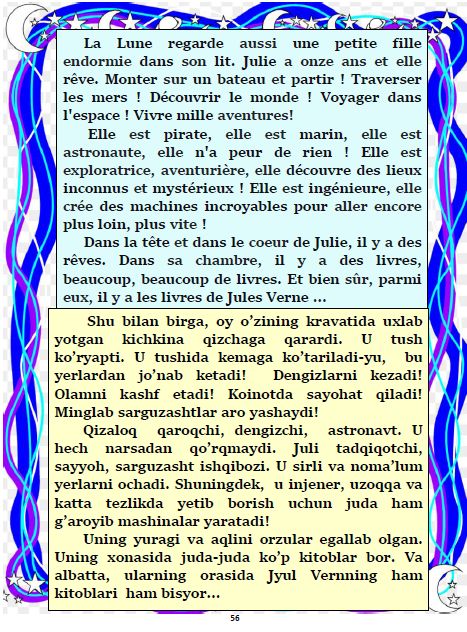 La Lune regarde aussi une petite fille
endormie dans son lit. Julie a onze ans et elle
rêve. Monter sur un bateau et partir ! Traverser
les mers ! Découvrir le monde ! Voyager dans
l'espace ! Vivre mille aventures!
Elle est pirate, elle est marin, elle est
astronaute, elle n'a peur de rien ! Elle est
exploratrice, aventurière, elle découvre des lieux
inconnus et mystérieux ! Elle est ingénieure, elle
crée des machines incroyables pour aller encore
plus loin, plus vite !
Dans la tête et dans le coeur de Julie, il y a des
rêves. Dans sa chambre, il y a des livres,
beaucoup, beaucoup de livres. Et bien sûr, parmi
eux, il y a les livres de Jules Verne ...
Shu bilan birga, oy o’zining kravatida uxlab
yotgan kichkina qizchaga qarardi. U tush
ko’ryapti. U tushida kemaga ko’tariladi-yu, bu
yerlardan jo’nab ketadi! Dengizlarni kezadi!
Olamni kashf etadi! Koinotda sayohat qiladi!
Minglab sarguzashtlar aro yashaydi!
Qizaloq qaroqchi, dengizchi, astronavt. U
hech narsadan qo’rqmaydi. Juli tadqiqotchi,
sayyoh, sarguzasht ishqibozi. U sirli va noma’lum
yerlarni ochadi. Shuningdek, u injener, uzoqqa va
katta tezlikda yetib borish uchun juda ham
g’aroyib mashinalar yaratadi!
Uning yuragi va aqlini orzular egallab olgan.
Uning xonasida juda-juda ko’p kitoblar bor. Va
albatta, ularning orasida Jyul Vernning ham
kitoblari ham bisyor...
56